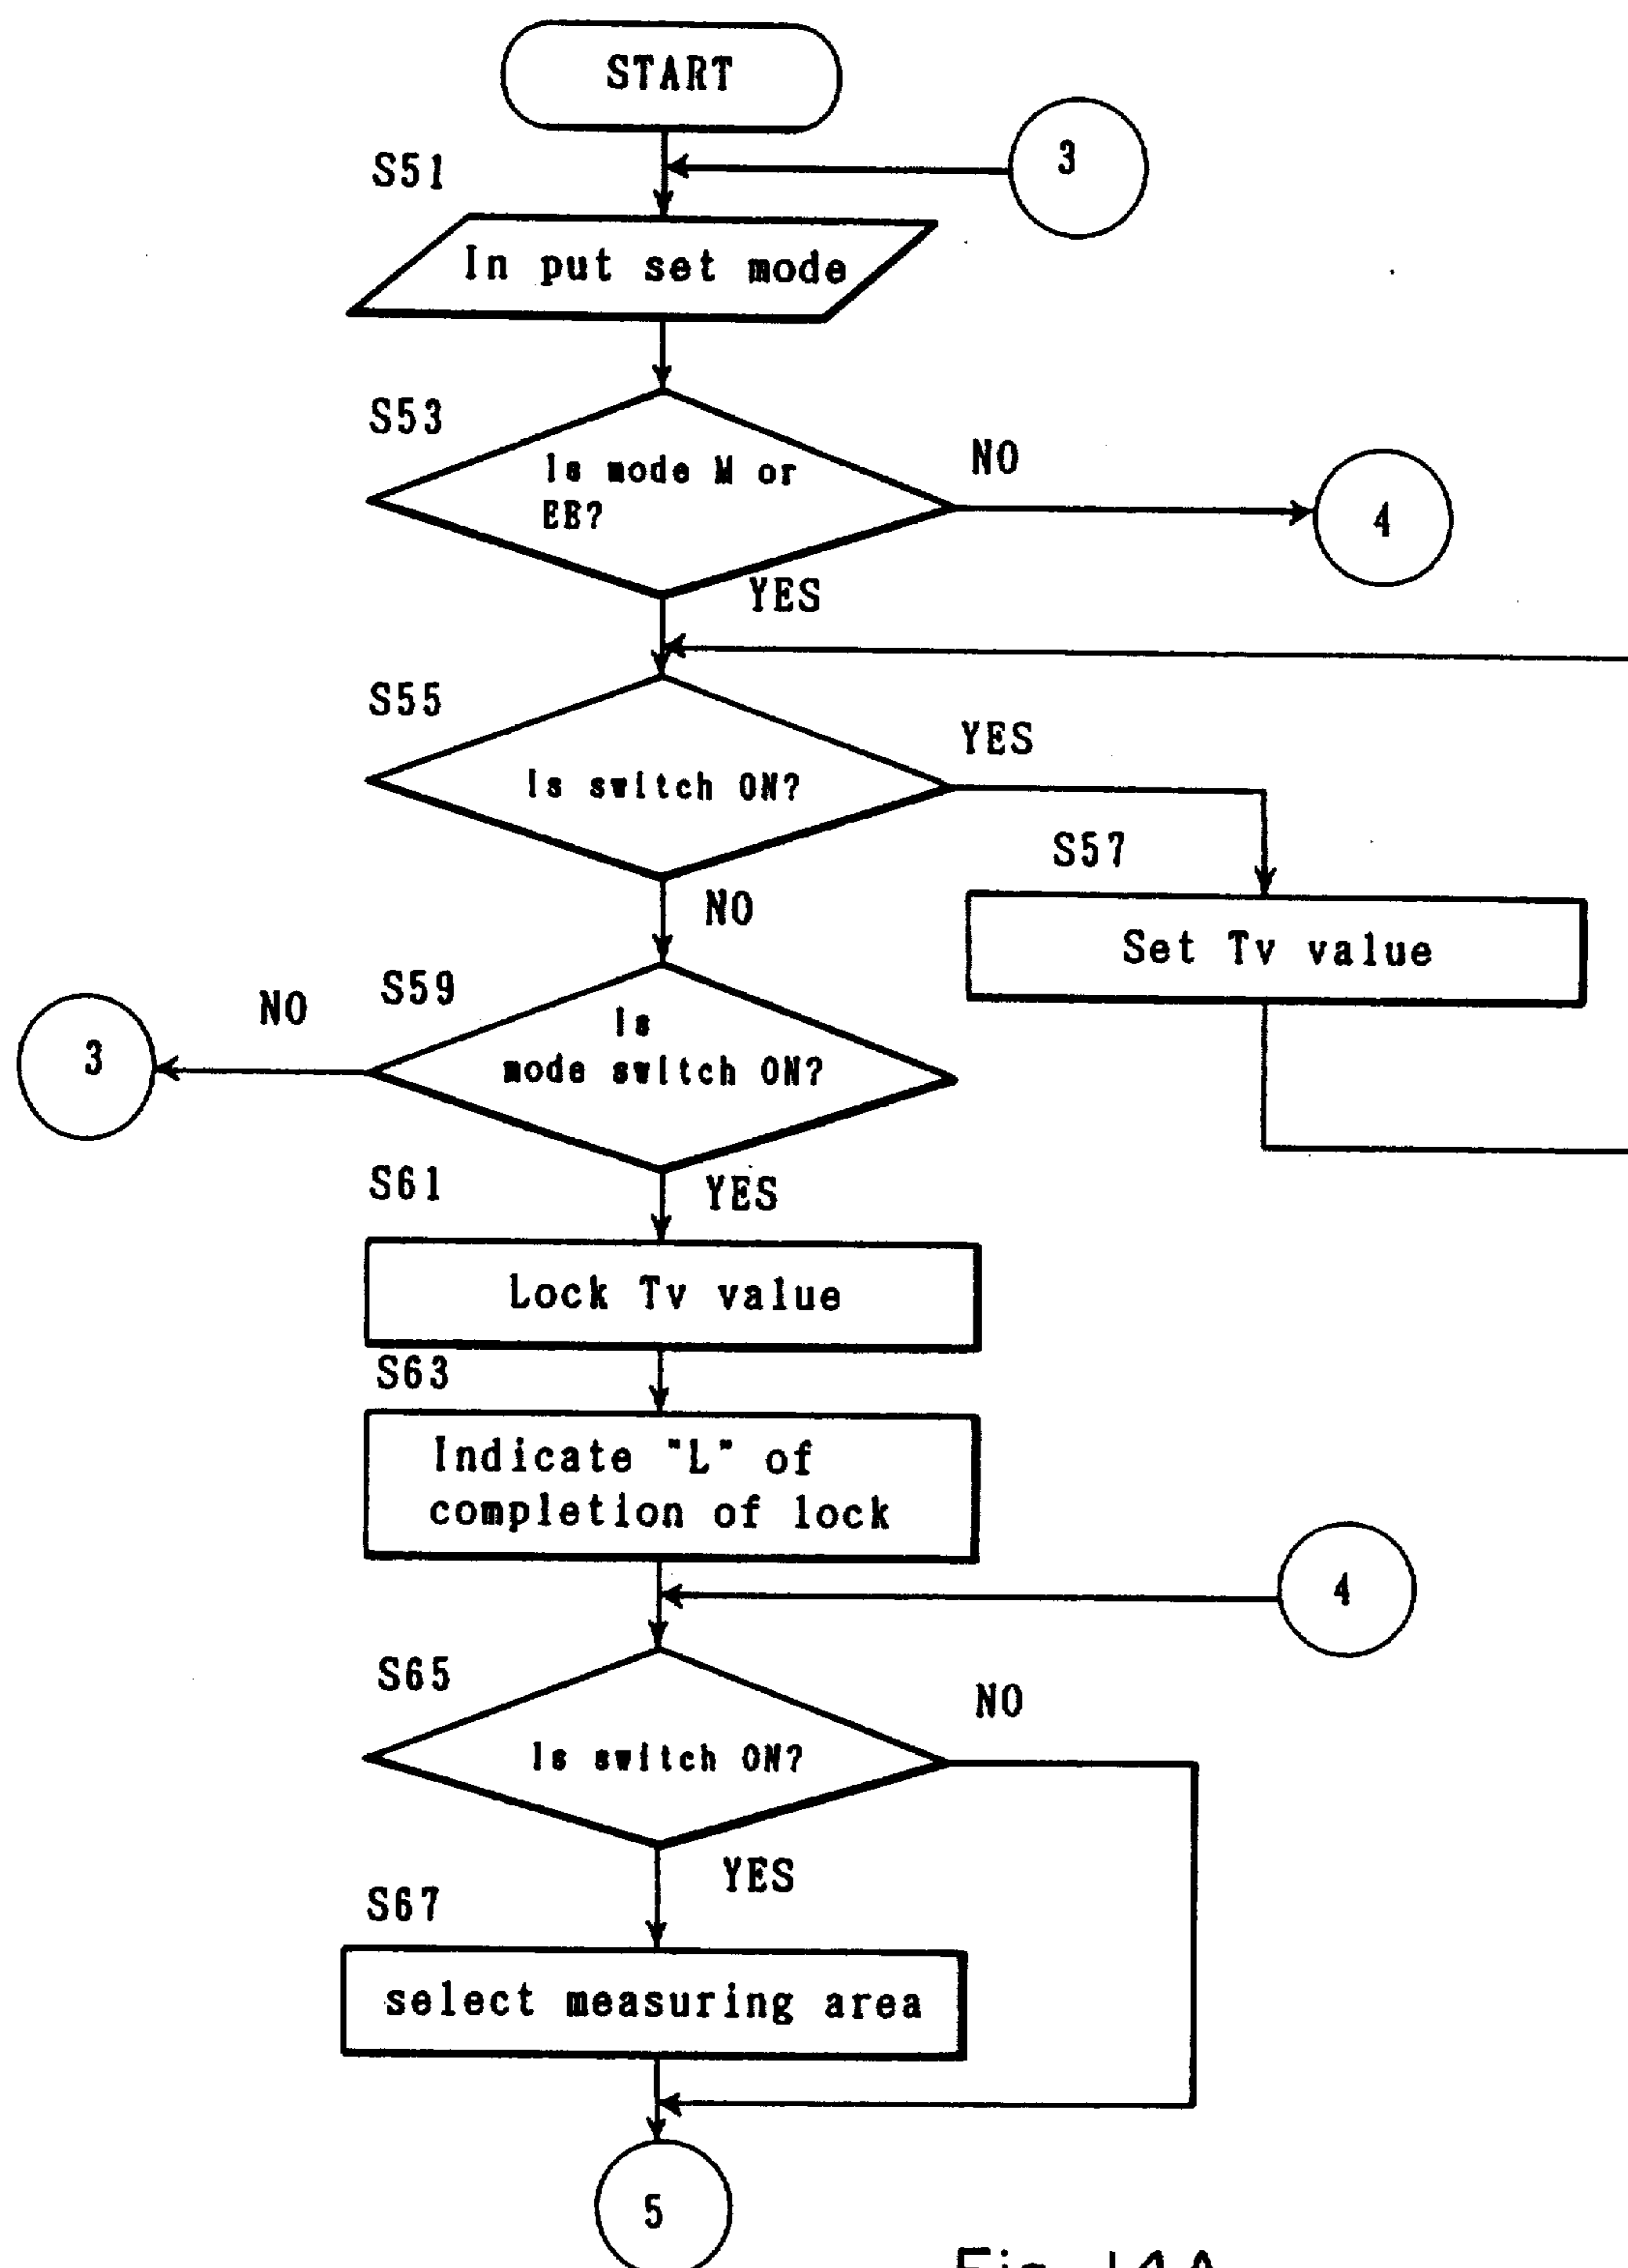 START
3
S51
In put set mode
S53
Is mode M or
EE?
NO
4
YES
S55
Is switch ON?
YES
S57
Set Tv value
NO
S59
Is
mode switch ON?
NO
3
S61
YES
Lock Tv value
S63
Indicate "L" of
completion of lock
4
S65
Is switch ON?
NO
YES
S67
select measuring area
5
Fig. 14A